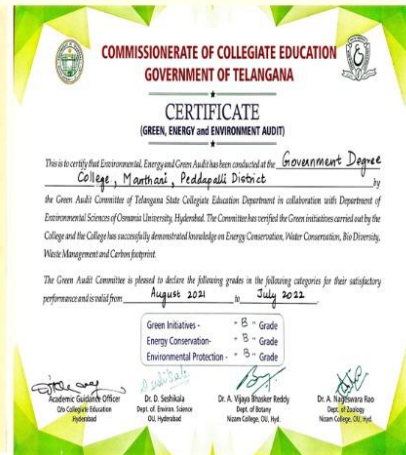 COMMISSIONERATE OF COLLEGIATE EDUCATION
GOVERNMENT OF TELANGANA
CERTIFICATE
(GREEN, ENERGY and ENVIRONMENT AUDIT)
This is to certify that Environmental, Energy and Green Audit has been conducted at the Government Degree
College, Manthani, Peddapalli District by
the Green Audit Committee of Telangana State Collegiate Education Department in collaboration with Department of
Environmental Sciences of Osmania University, Hyderabad. The Committee has verified the Green initiatives carried out by the
College and the College has successfully demonstrated knowledge on Energy Conservation, Water Conservation, Bio Diversity,
Waste Management and Carbon footprint.
The Green Audit Committee is pleased to declare the following grades in the following categories for their satisfactory
performance and is valid from August 2021 to July 2022.
Green Initiatives - "B" Grade
Energy Conservation- "B" Grade
Environmental Protection - "B" Grade
Academic Guidance Officer Dr. D. Seshikala Dr. A. Vijaya Bhasker Reddy Dr. A. Nageswara Rao
O/o Collegiate Education Dept. of Environ. Science Dept. of Botany Dept. of Zoology
Hyderabad OU, Hyderabad Nizam College, OU, Hyd. Nizam College, OU, Hyd.